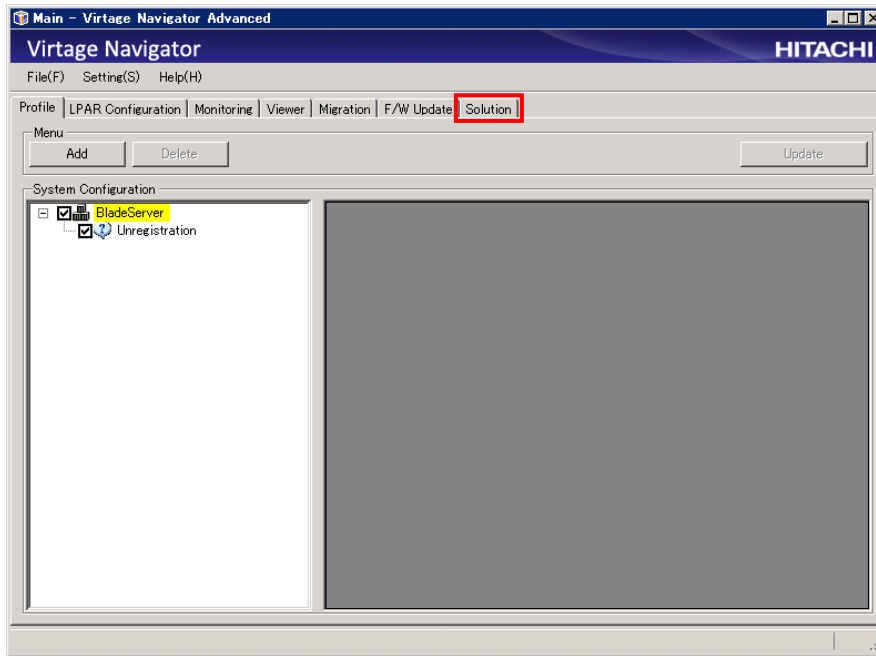 Main - Virtage Navigator Advanced
Virtage Navigator
HITACHI
File(F) Setting(S) Help(H)
Profile LPAR Configuration Monitoring Viewer Migration F/W Update Solution
Menu
Add Delete Update
System Configuration
BladeServer
Unregistration